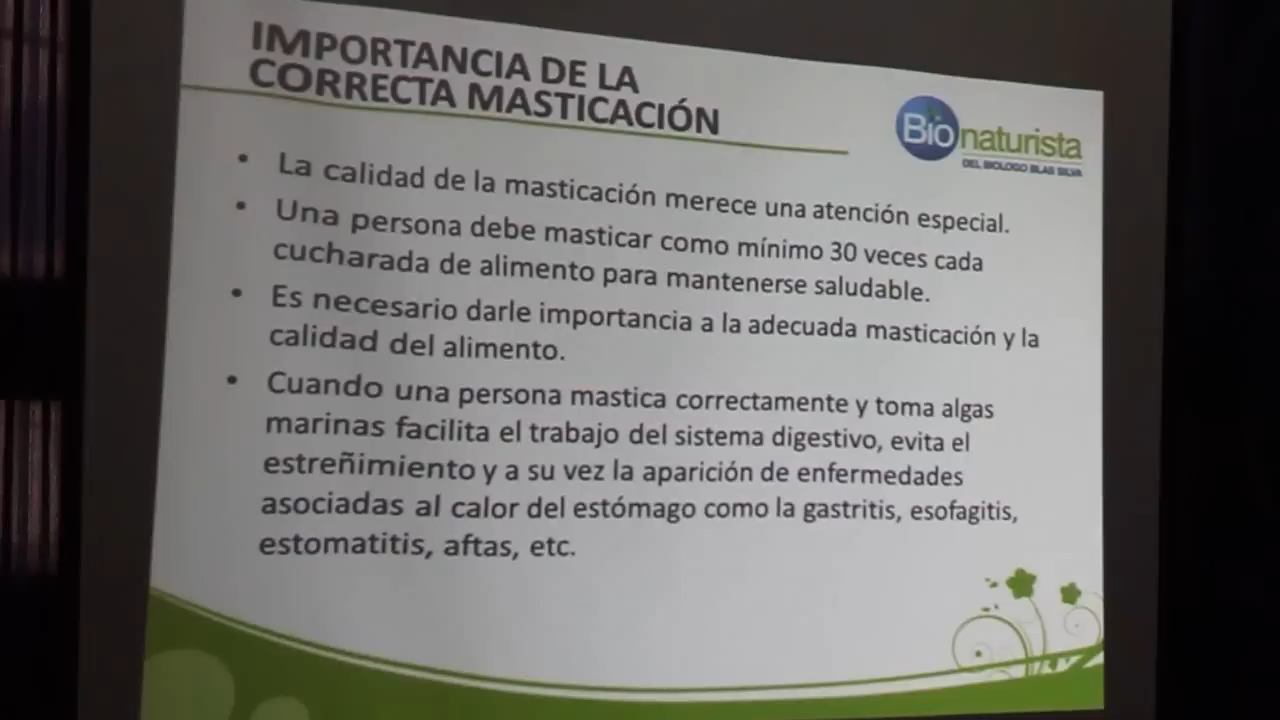 IMPORTANCIA DE LA
CORRECTA MASTICACIÓN
Bionaturista
DEL BIOLOGO BLAS SILVA
• La calidad de la masticación merece una atención especial.
• Una persona debe masticar como mínimo 30 veces cada
cucharada de alimento para mantenerse saludable.
• Es necesario darle importancia a la adecuada masticación y la
calidad del alimento.
• Cuando una persona mastica correctamente y toma algas
marinas facilita el trabajo del sistema digestivo, evita el
estreñimiento y a su vez la aparición de enfermedades
asociadas al calor del estómago como la gastritis, esofagitis,
estomatitis, aftas, etc.